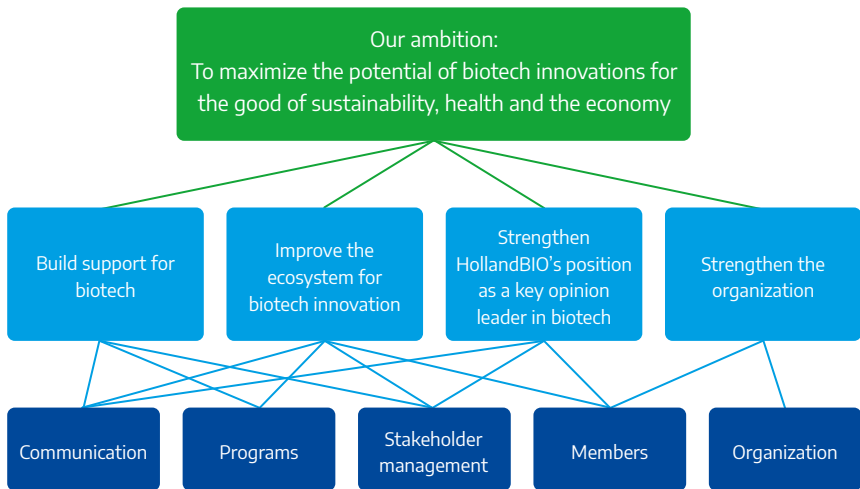 Our ambition:
To maximize the potential of biotech innovations for
the good of sustainability, health and the economy
Build support for
biotech
Improve the
ecosystem for
biotech innovation
Strengthen
HollandBIO’s position
as a key opinion
leader in biotech
Strengthen the
organization
Communication
Programs
Stakeholder
management
Members
Organization